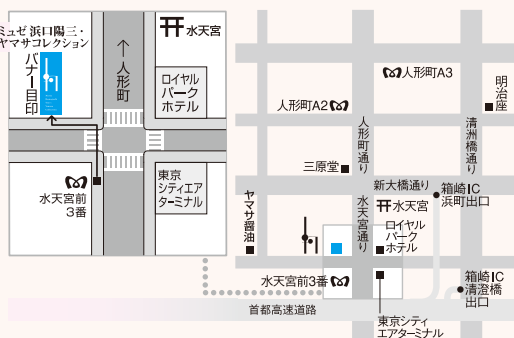 ミュゼ 浜口陽三・
ヤマサコレクション
バナー目印
↑人形町
水天宮
ロイヤル
パーク
ホテル
水天宮前
3番
東京
シティエア
ターミナル
人形町A3
人形町A2
明治座
人形町通り
清洲橋通り
三原堂
新大橋通り
箱崎IC
浜町出口
水天宮
ヤマサ醤油
水天宮通り
ロイヤル
パーク
ホテル
水天宮前3番
箱崎IC
清澄橋
出口
首都高速道路
東京シティ
エアターミナル